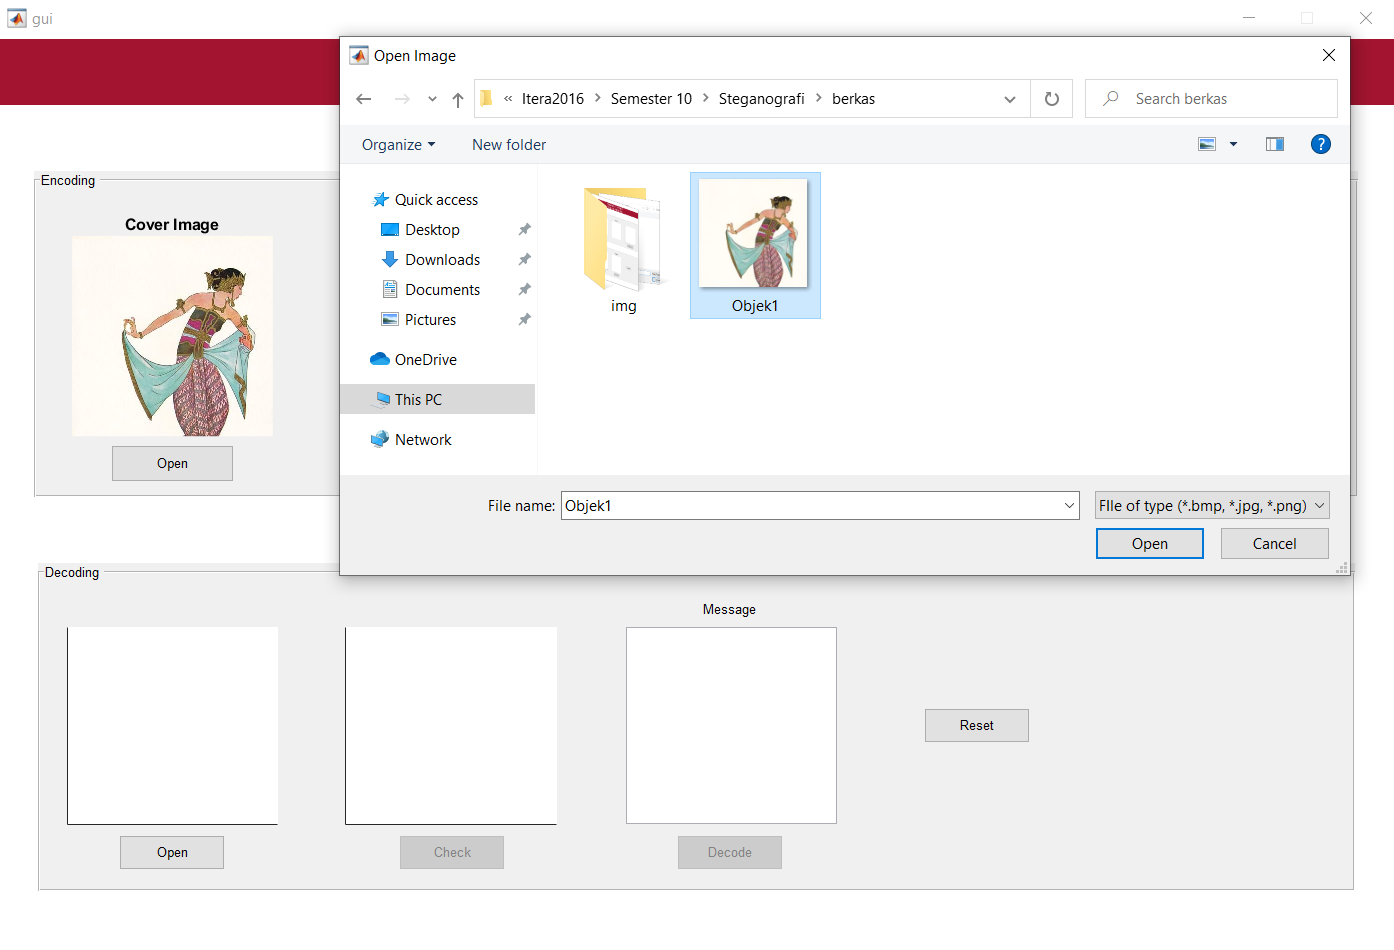 gui
Open Image
« Itera2016 > Semester 10 > Steganografi > berkas
Search berkas
Organize
New folder
?
Encoding
Cover Image
Open
Quick access
Desktop
Downloads
Documents
Pictures
OneDrive
This PC
Network
img
Objek1
File name:
Objek1
FIle of type (*.bmp, *.jpg, *.png)
Open
Cancel
Decoding
Message
Reset
Open
Check
Decode